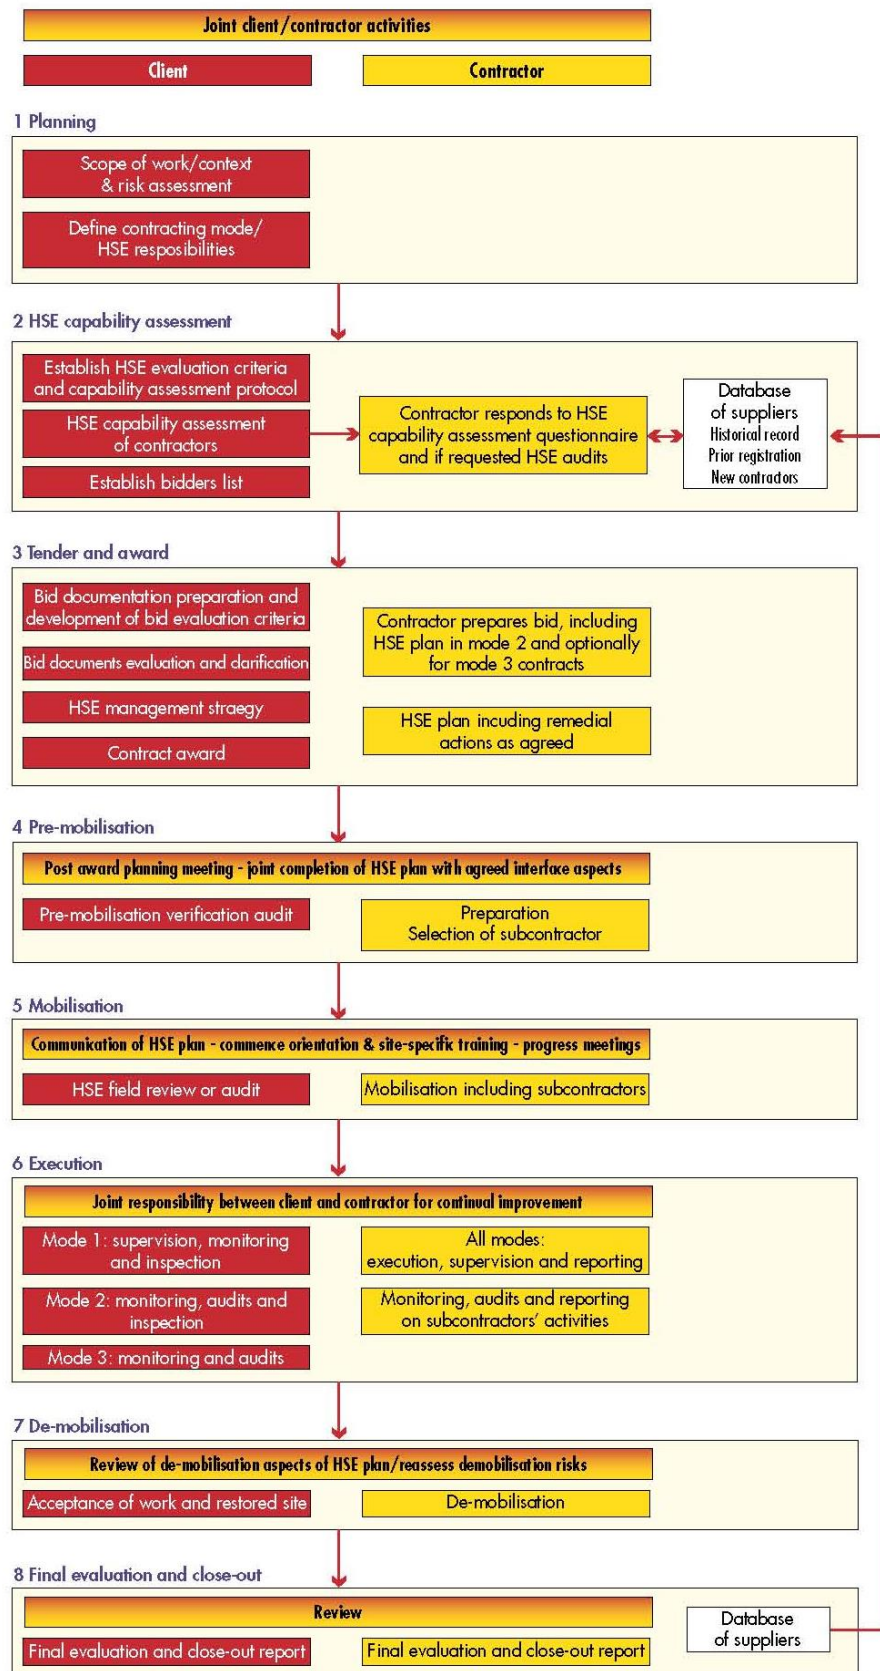 Joint client/contractor activities
Client
Contractor
1 Planning
Scope of work/context
& risk assessment
Define contracting mode/
HSE resposibilities
2 HSE capability assessment
Establish HSE evaluation criteria
and capability assessment protocol
HSE capability assessment
of contractors
Establish bidders list
Contractor responds to HSE
capability assessment questionnaire
and if requested HSE audits
Database
of suppliers
Historical record
Prior registration
New contractors
3 Tender and award
Bid documentation preparation and
development of bid evaluation criteria
Bid documents evaluation and clarification
HSE management straegy
Contract award
Contractor prepares bid, including
HSE plan in mode 2 and optionally
for mode 3 contracts
HSE plan incuding remedial
actions as agreed
4 Pre-mobilisation
Post award planning meeting - joint completion of HSE plan with agreed interface aspects
Pre-mobilisation verification audit
Preparation
Selection of subcontractor
5 Mobilisation
Communication of HSE plan - commence orientation & site-specific training - progress meetings
HSE field review or audit
Mobilisation including subcontractors
6 Execution
Joint responsibility between client and contractor for continual improvement
Mode 1: supervision, monitoring
and inspection
Mode 2: monitoring, audits and
inspection
Mode 3: monitoring and audits
All modes:
execution, supervision and reporting
Monitoring, audits and reporting
on subcontractors' activities
7 De-mobilisation
Review of de-mobilisation aspects of HSE plan/reassess demobilisation risks
Acceptance of work and restored site
De-mobilisation
8 Final evaluation and close-out
Review
Final evaluation and close-out report
Final evaluation and close-out report
Database
of suppliers